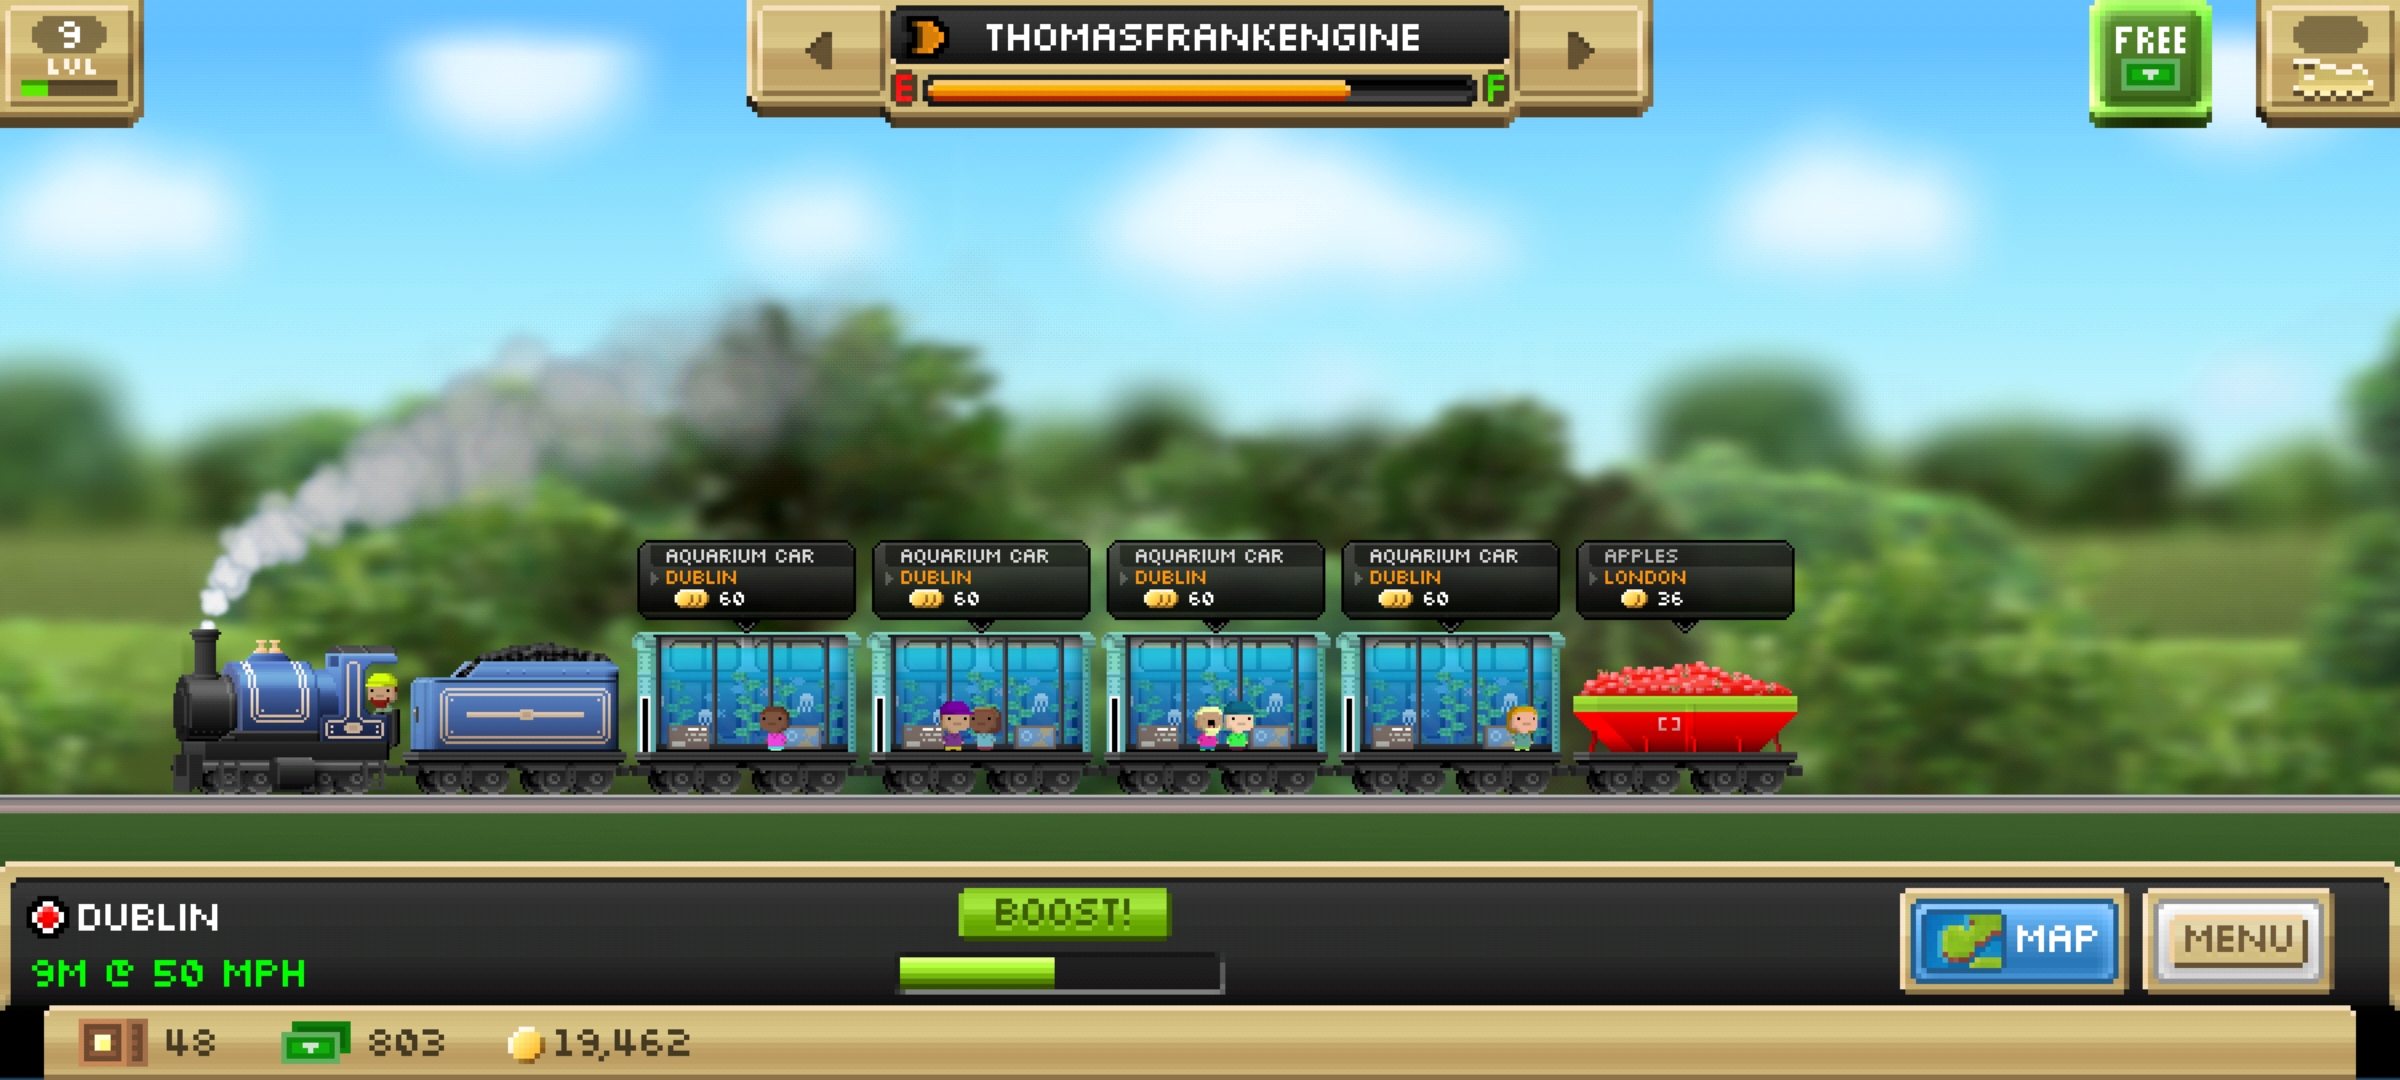 9
LVL
THOMASFRANKENGINE
E F
FREE
AQUARIUM CAR
DUBLIN
60
AQUARIUM CAR
DUBLIN
60
AQUARIUM CAR
DUBLIN
60
AQUARIUM CAR
DUBLIN
60
APPLES
LONDON
36
DUBLIN
9M @ 50 MPH
BOOST!
MAP
MENU
48
803
19,462